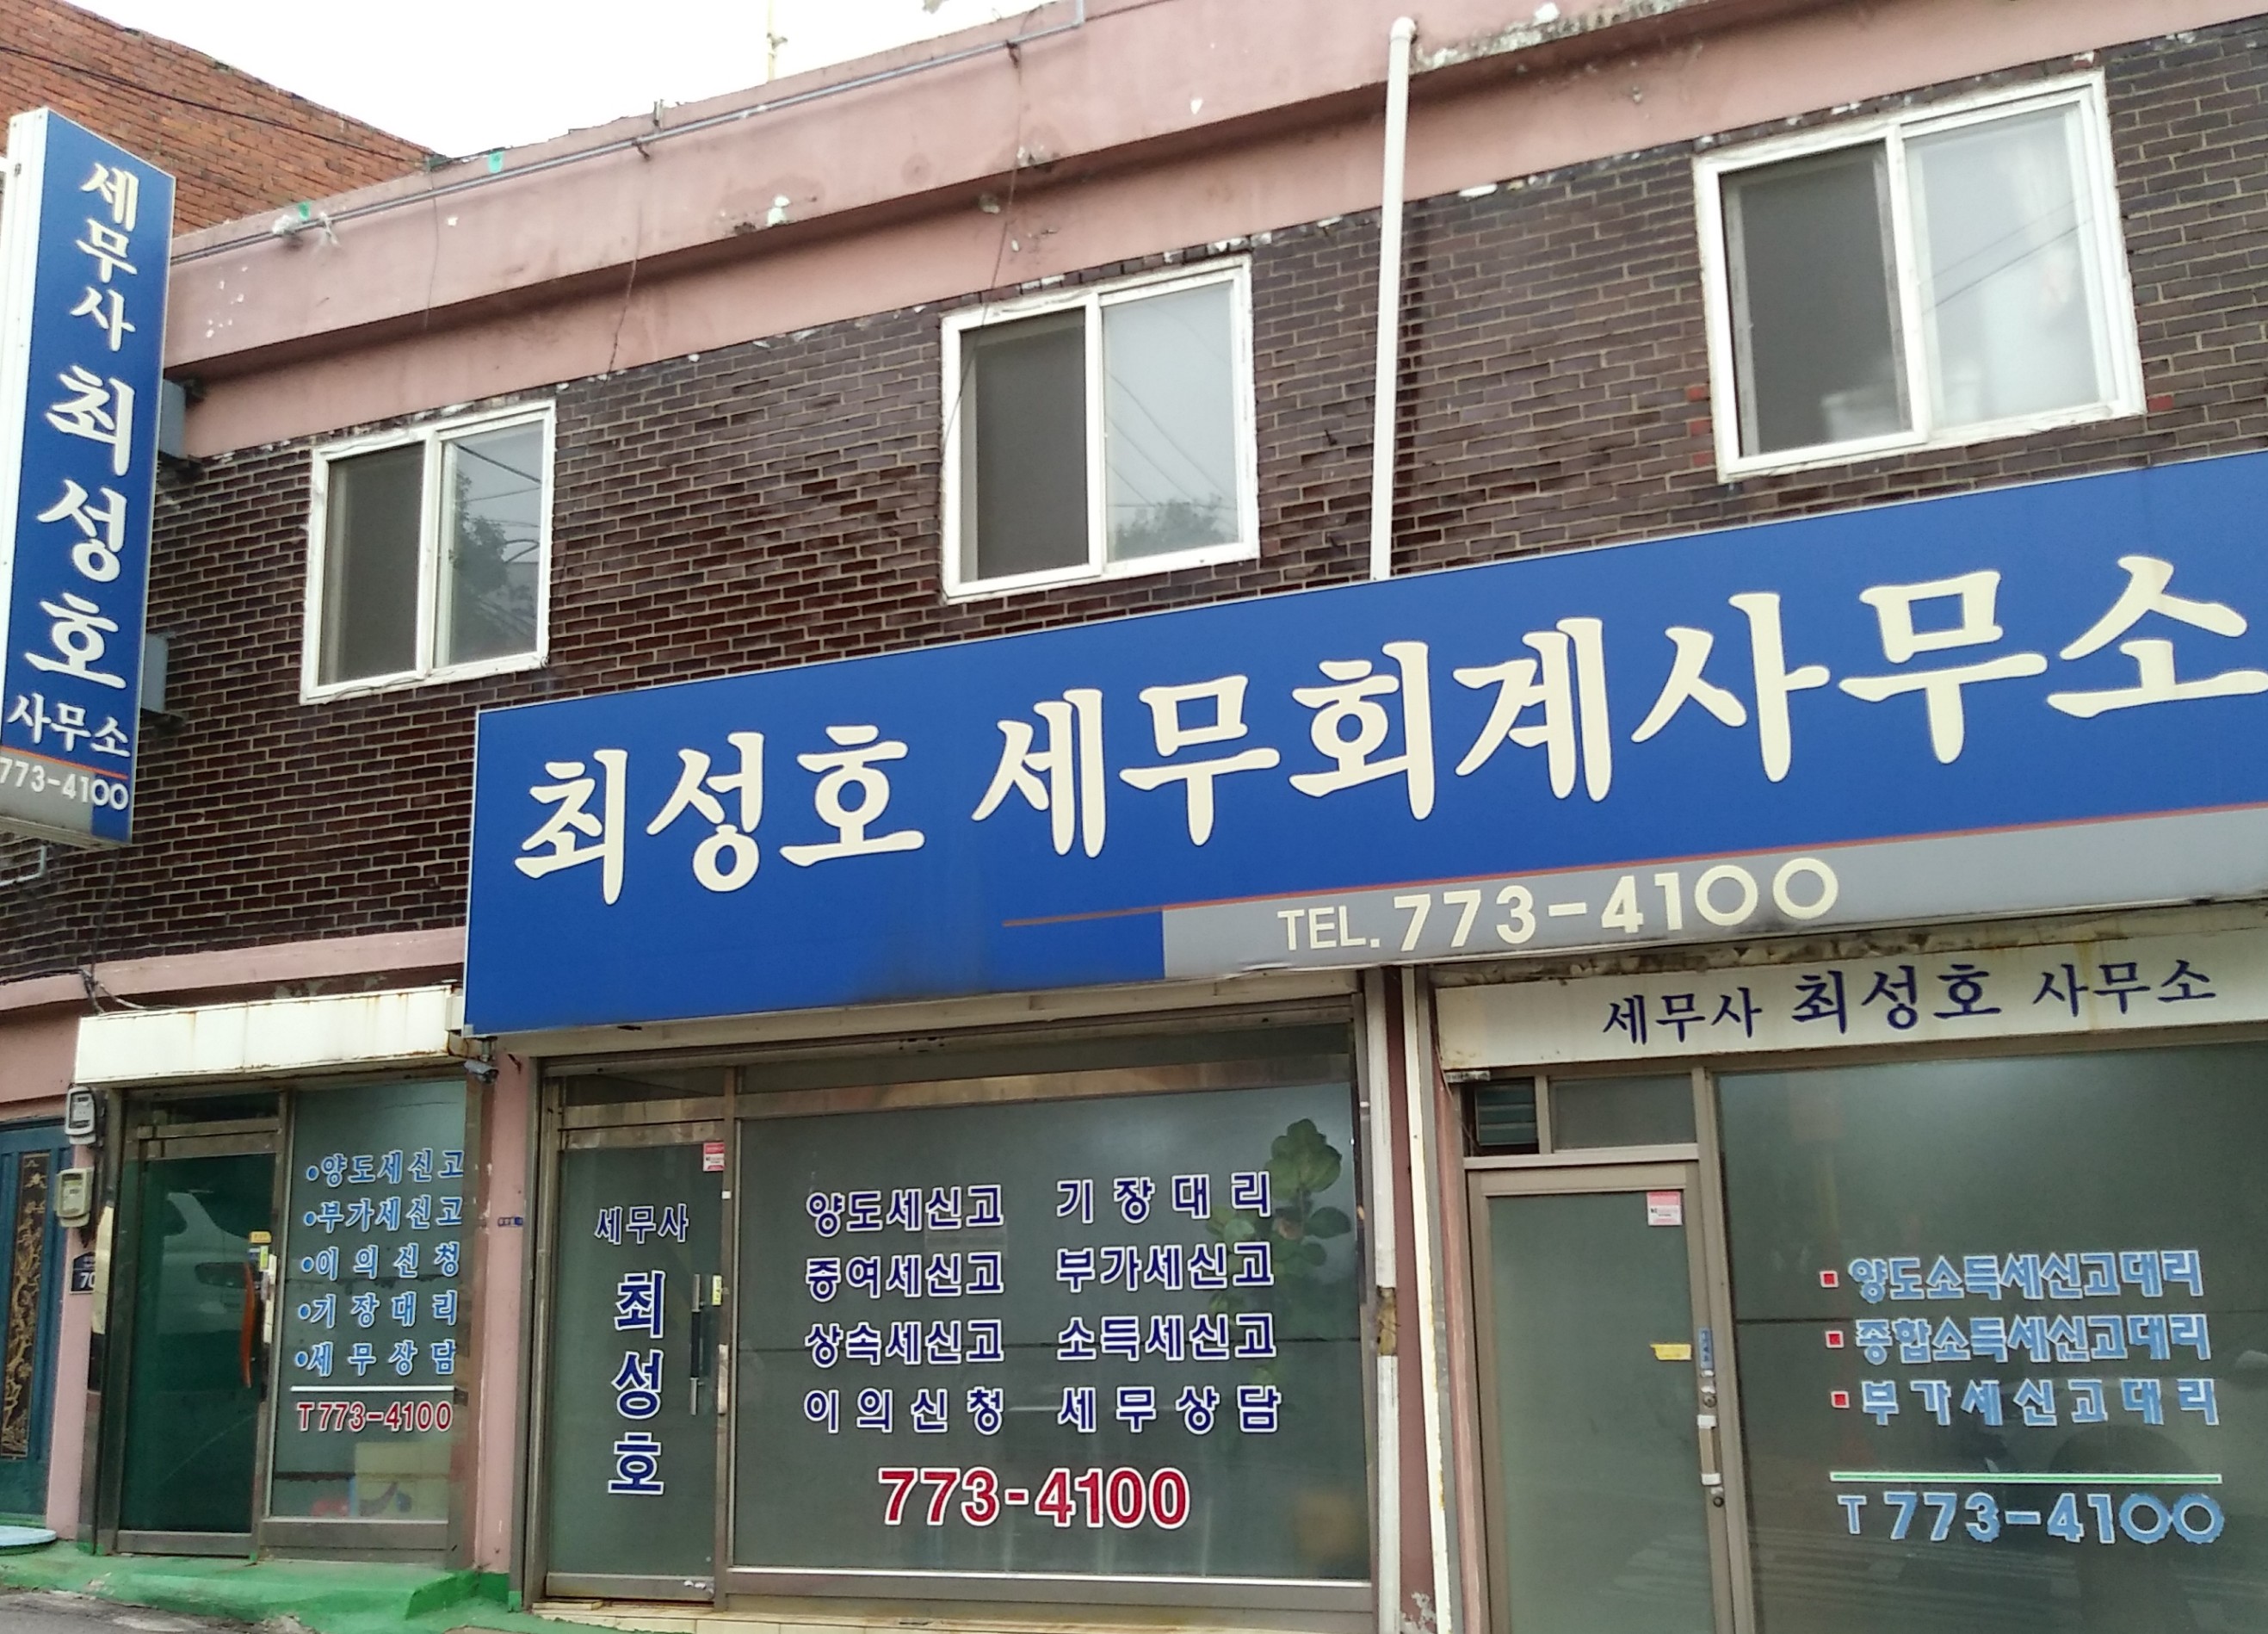 세무사 최성호 사무소
773-4100
최성호 세무회계사무소
TEL. 773-4100
세무사 최성호 사무소
•양도세신고
•부가세신고
•이의신청
•기장대리
•세무상담
T 773-4100
세무사
최성호
양도세신고 기장대리
증여세신고 부가세신고
상속세신고 소득세신고
이의신청 세무상담
773-4100
양도소득세신고대리
종합소득세신고대리
부가세신고대리
T 773-4100